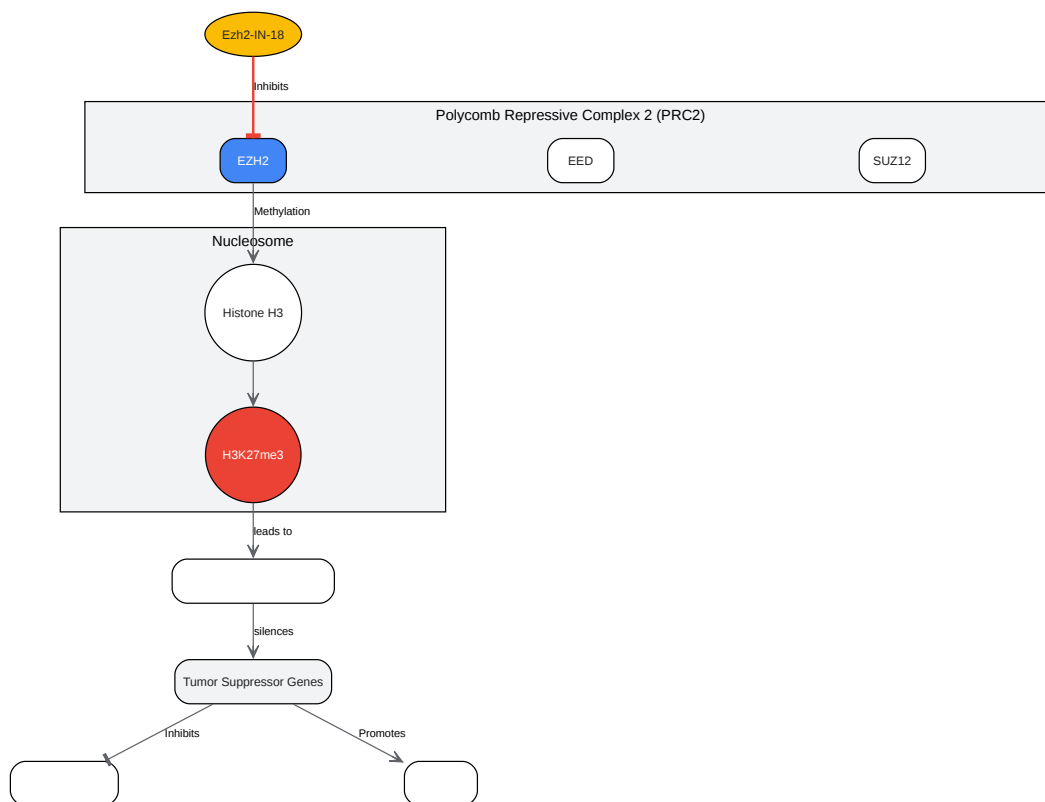 Ezh2-IN-18
Inhibits
Polycomb Repressive Complex 2 (PRC2)
EZH2
EED
SUZ12
Methylation
Nucleosome
Histone H3
H3K27me3
leads to
silences
Tumor Suppressor Genes
Inhibits
Promotes